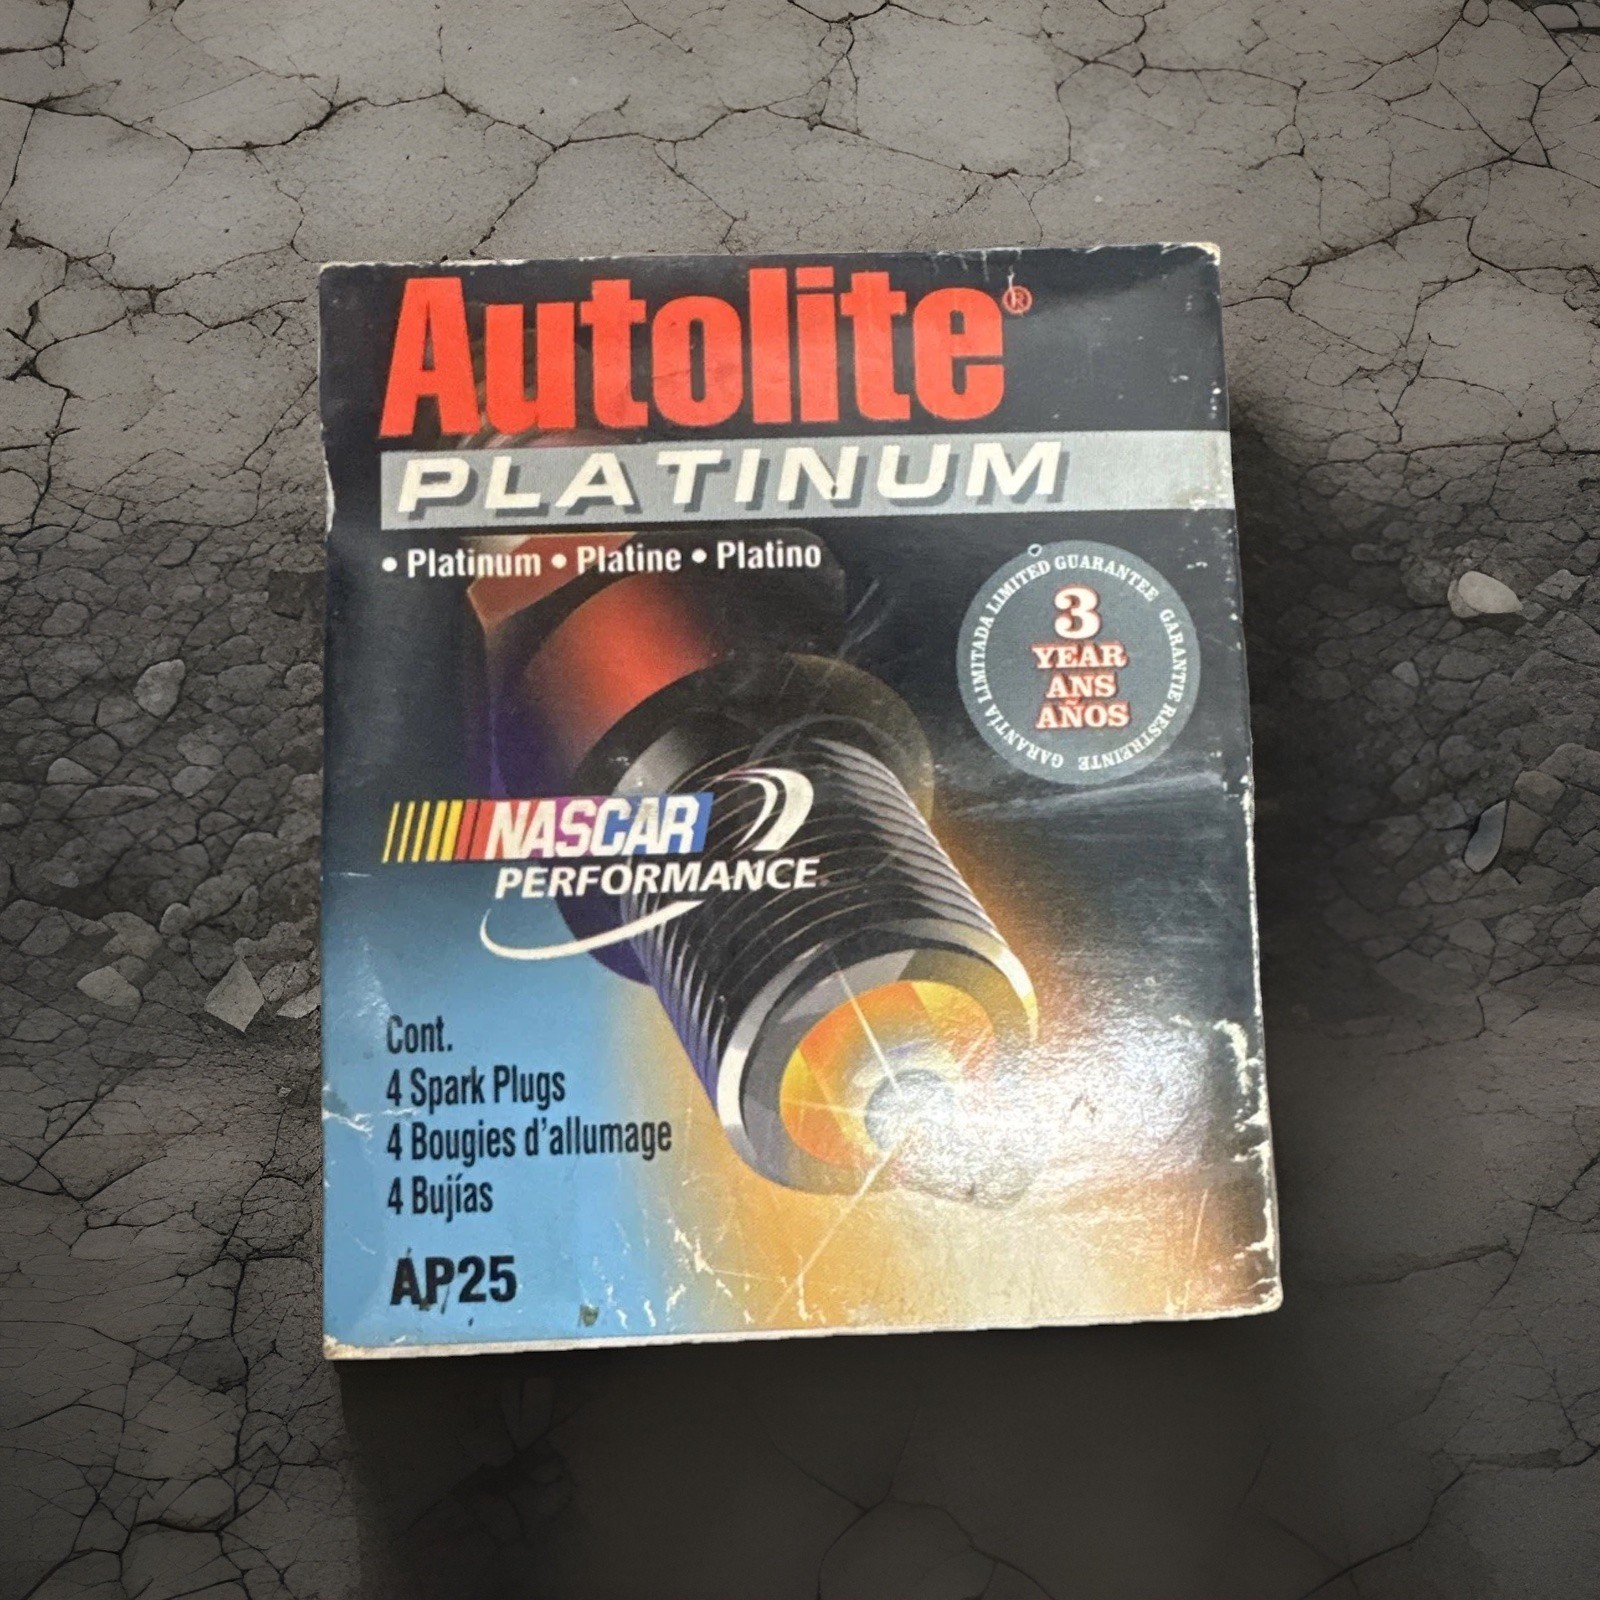 Autolite®
PLATINUM
• Platinum • Platine • Platino
LIMITED GUARANTEE GARANTIE RESTREINTE GARANTÍA LIMITADA
3
YEAR
ANS
AÑOS
NASCAR
PERFORMANCE
Cont.
4 Spark Plugs
4 Bougies d'allumage
4 Bujías
AP25